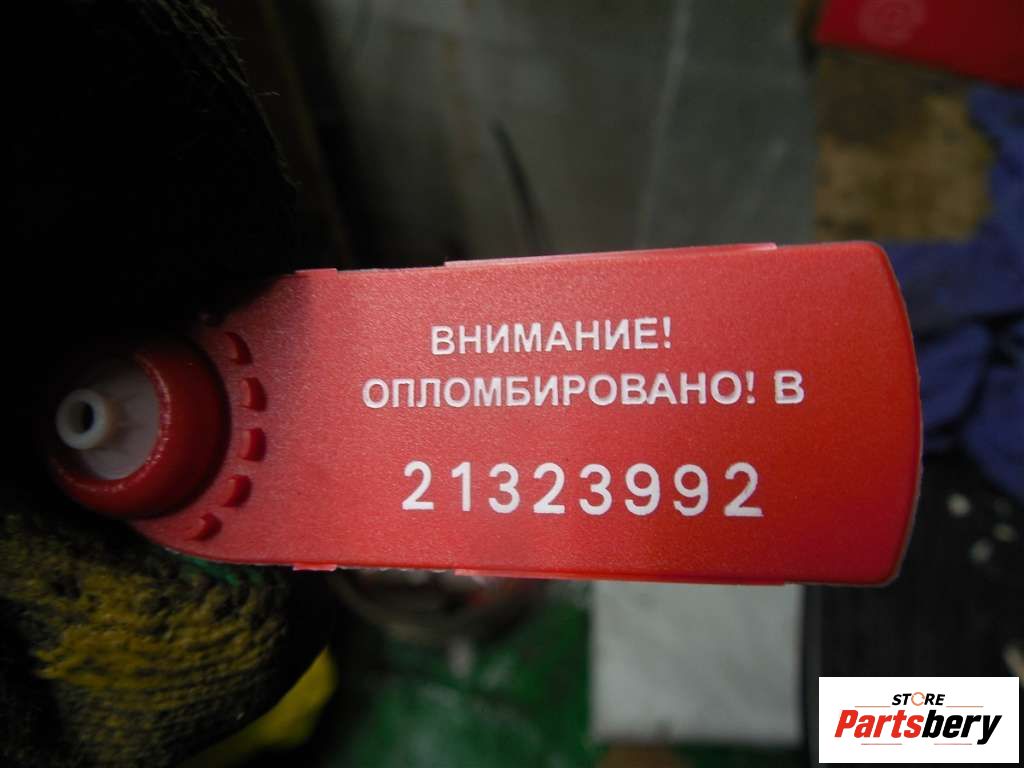 ВНИМАНИЕ!
ОПЛОМБИРОВАНО! В
21323992
STORE
Partsbery